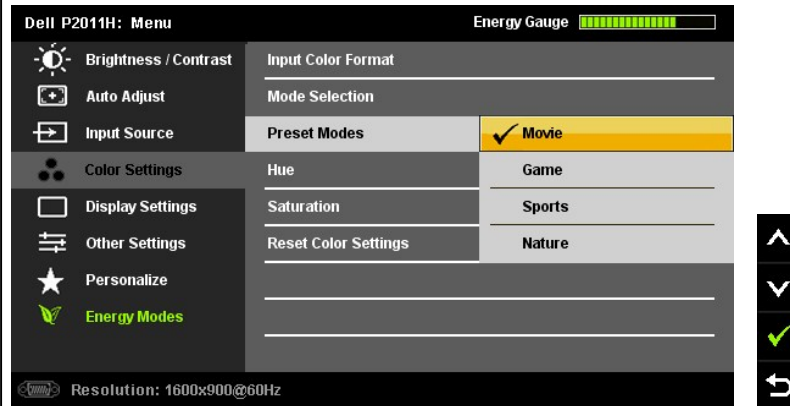 Dell P2011H: Menu
Energy Gauge
Brightness / Contrast
Input Color Format
Auto Adjust
Mode Selection
Input Source
Preset Modes
Movie
Color Settings
Hue
Game
Display Settings
Saturation
Sports
Other Settings
Reset Color Settings
Nature
Personalize
Energy Modes
Resolution: 1600x900@60Hz